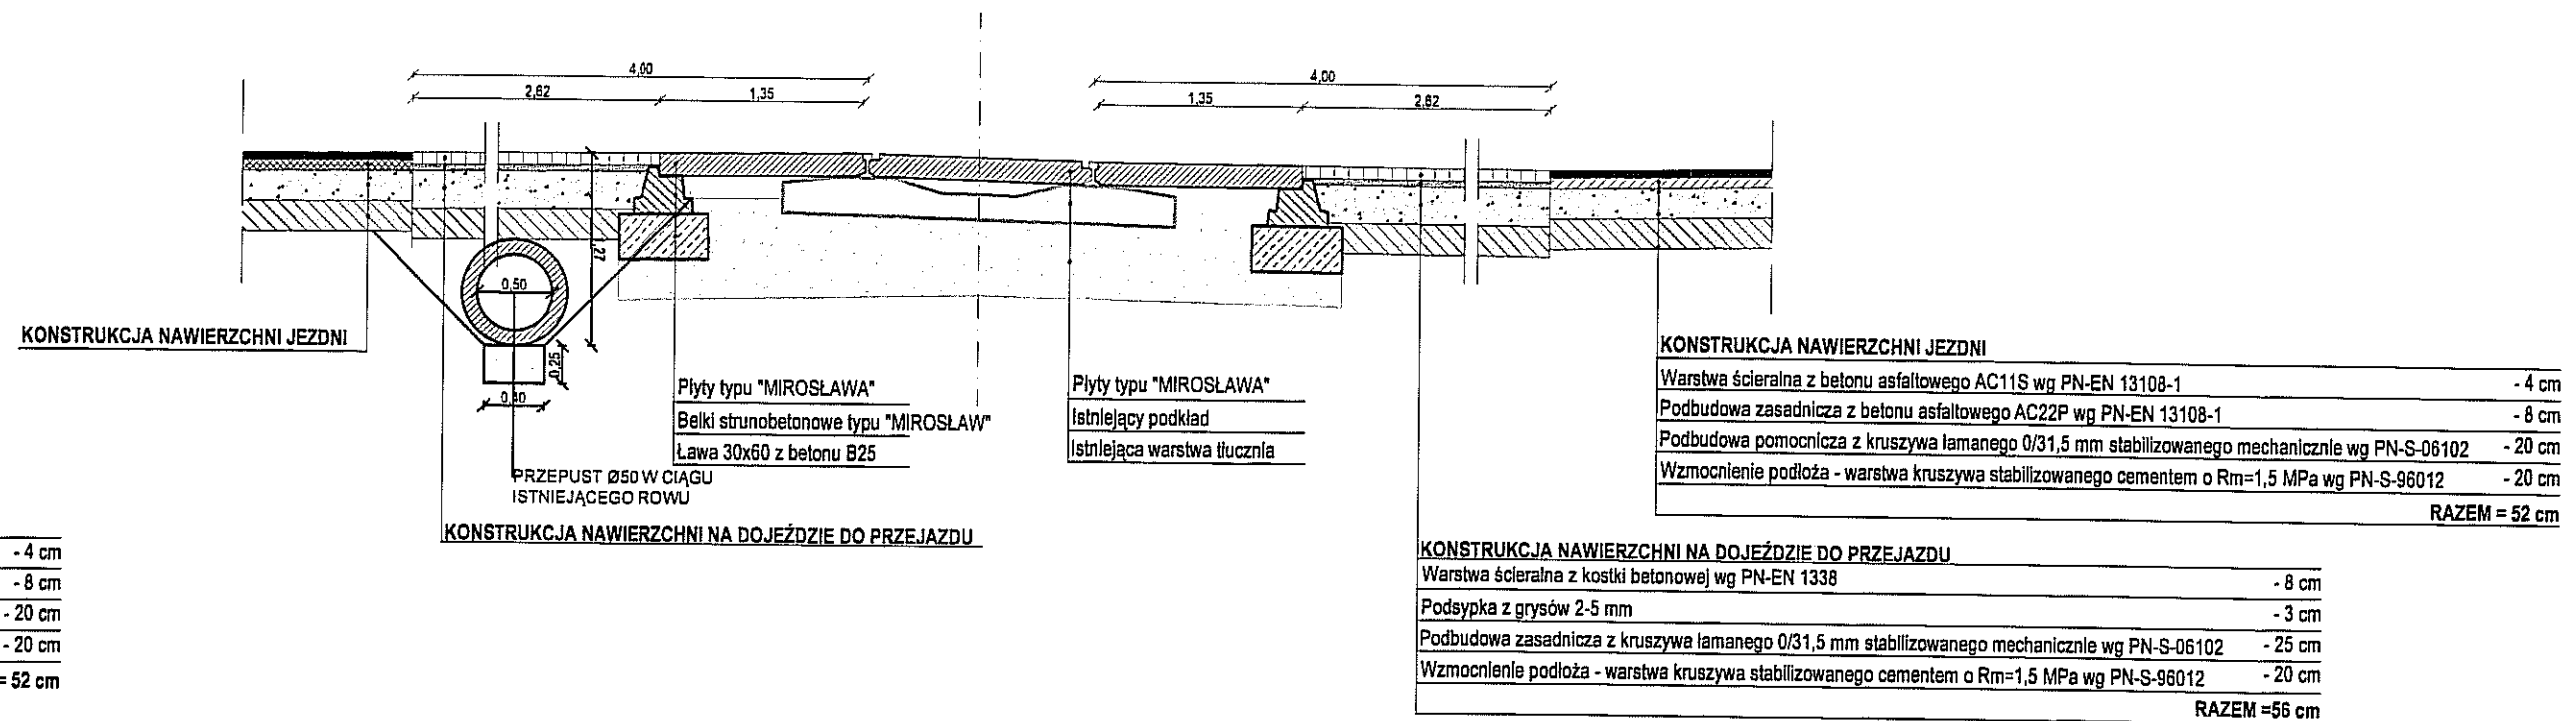 4,00
2,62
1,35
4,00
1,35
2,62
27
0,50
0,25
0,40
KONSTRUKCJA NAWIERZCHNI JEZDNI
Płyty typu "MIROSŁAWA"
Belki strunobetonowe typu "MIROSŁAW"
Ława 30x60 z betonu B25
Płyty typu "MIROSŁAWA"
Istniejący podkład
Istniejąca warstwa tłucznia
PRZEPUST Ø50 W CIĄGU
ISTNIEJĄCEGO ROWU
KONSTRUKCJA NAWIERZCHNI NA DOJEŹDZIE DO PRZEJAZDU
KONSTRUKCJA NAWIERZCHNI JEZDNI
Warstwa ścieralna z betonu asfaltowego AC11S wg PN-EN 13108-1 - 4 cm
Podbudowa zasadnicza z betonu asfaltowego AC22P wg PN-EN 13108-1 - 8 cm
Podbudowa pomocnicza z kruszywa łamanego 0/31,5 mm stabilizowanego mechanicznie wg PN-S-06102 - 20 cm
Wzmocnienie podłoża - warstwa kruszywa stabilizowanego cementem o Rm=1,5 MPa wg PN-S-96012 - 20 cm
RAZEM = 52 cm
- 4 cm
- 8 cm
- 20 cm
- 20 cm
= 52 cm
KONSTRUKCJA NAWIERZCHNI NA DOJEŹDZIE DO PRZEJAZDU
Warstwa ścieralna z kostki betonowej wg PN-EN 1338 - 8 cm
Podsypka z grysów 2-5 mm - 3 cm
Podbudowa zasadnicza z kruszywa łamanego 0/31,5 mm stabilizowanego mechanicznie wg PN-S-06102 - 25 cm
Wzmocnienie podłoża - warstwa kruszywa stabilizowanego cementem o Rm=1,5 MPa wg PN-S-96012 - 20 cm
RAZEM =56 cm